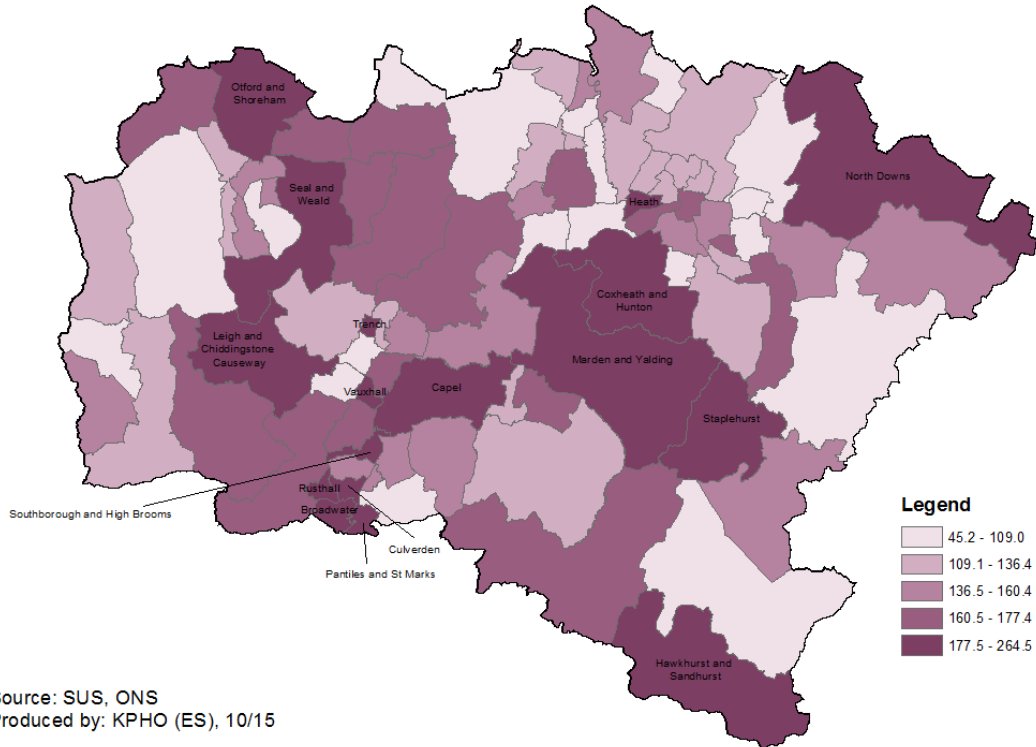 Otford and
Shoreham
North Downs
Seal and
Weald
Heath
Coxheath and
Hunton
Trench
Leigh and
Chiddingstone
Causeway
Marden and Yalding
Vauxhall
Capel
Staplehurst
Rusthall
Southborough and High Brooms
Broadwater
Culverden
Pantiles and St Marks
Hawkhurst and
Sandhurst
Legend
45.2 - 109.0
109.1 - 136.4
136.5 - 160.4
160.5 - 177.4
177.5 - 264.5
Source: SUS, ONS
Produced by: KPHO (ES), 10/15